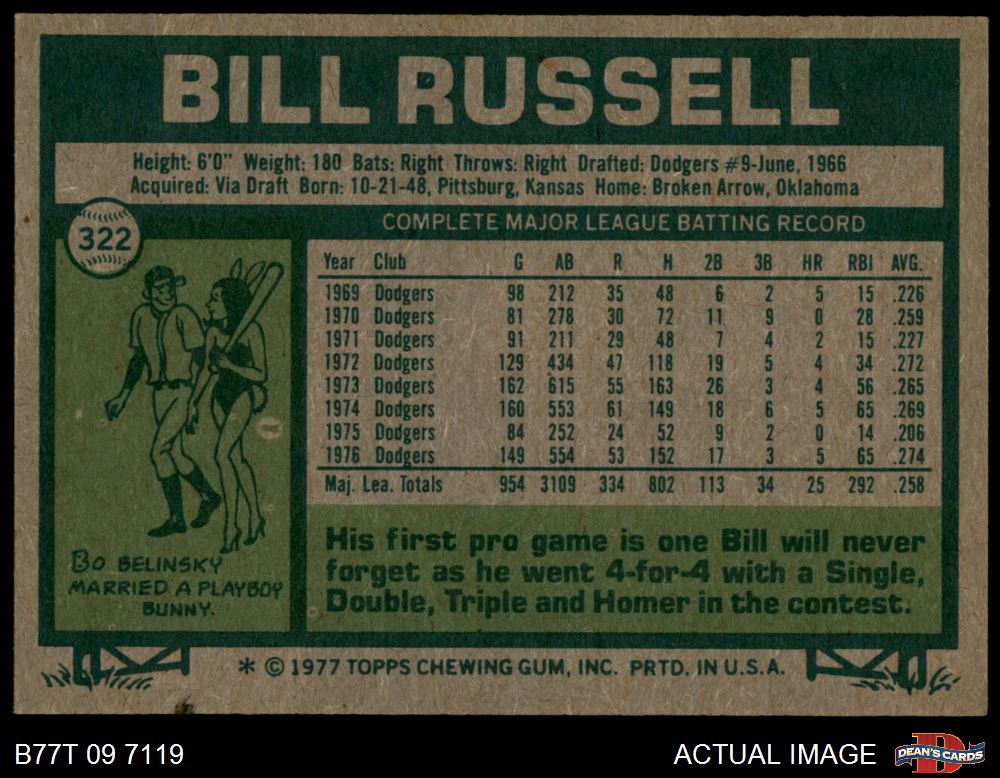 BILL RUSSELL
Height: 6'0" Weight: 180 Bats: Right Throws: Right Drafted: Dodgers #9-June, 1966
Acquired: Via Draft Born: 10-21-48, Pittsburg, Kansas Home: Broken Arrow, Oklahoma
322
COMPLETE MAJOR LEAGUE BATTING RECORD
Year Club G AB R H 2B 3B HR RBI AVG.
1969 Dodgers 98 212 35 48 6 2 5 15 .226
1970 Dodgers 81 278 30 72 11 9 0 28 .259
1971 Dodgers 91 211 29 48 7 4 2 15 .227
1972 Dodgers 129 434 47 118 19 5 4 34 .272
1973 Dodgers 162 615 55 163 26 3 4 56 .265
1974 Dodgers 160 553 61 149 18 6 5 65 .269
1975 Dodgers 84 252 24 52 9 2 0 14 .206
1976 Dodgers 149 554 53 152 17 3 5 65 .274
Maj. Lea. Totals 954 3109 334 802 113 34 25 292 .258
BO BELINSKY
MARRIED A PLAYBOY
BUNNY.
His first pro game is one Bill will never
forget as he went 4-for-4 with a Single,
Double, Triple and Homer in the contest.
* © 1977 TOPPS CHEWING GUM, INC. PRTD. IN U.S.A.
B77T 09 7119
ACTUAL IMAGE
DEAN'S CARDS